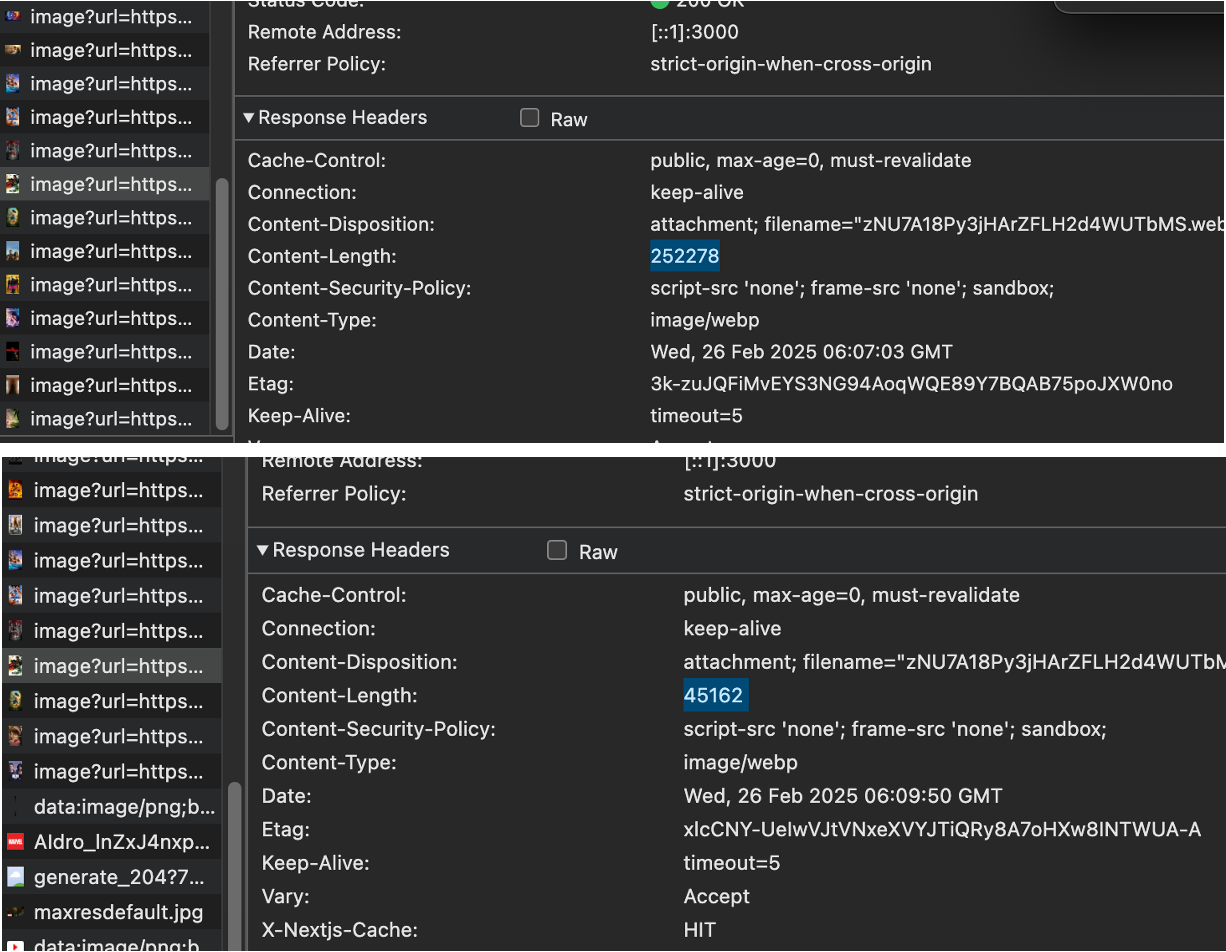 image?url=https...
image?url=https...
image?url=https...
image?url=https...
image?url=https...
image?url=https...
image?url=https...
image?url=https...
image?url=https...
image?url=https...
image?url=https...
image?url=https...
image?url=https...
Status Code: 200 OK
Remote Address: [::1]:3000
Referrer Policy: strict-origin-when-cross-origin
Response Headers Raw
Cache-Control: public, max-age=0, must-revalidate
Connection: keep-alive
Content-Disposition: attachment; filename="zNU7A18Py3jHArZFLH2d4WUTbMS.web
Content-Length: 252278
Content-Security-Policy: script-src 'none'; frame-src 'none'; sandbox;
Content-Type: image/webp
Date: Wed, 26 Feb 2025 06:07:03 GMT
Etag: 3k-zuJQFiMvEYS3NG94AoqWQE89Y7BQAB75poJXW0no
Keep-Alive: timeout=5
image?url=https...
image?url=https...
image?url=https...
image?url=https...
image?url=https...
image?url=https...
image?url=https...
image?url=https...
image?url=https...
image?url=https...
data:image/png;b...
AIdro_lnZxJ4nxp...
generate_204?7...
maxresdefault.jpg
data:image/png;b
Remote Address: [::1]:3000
Referrer Policy: strict-origin-when-cross-origin
Response Headers Raw
Cache-Control: public, max-age=0, must-revalidate
Connection: keep-alive
Content-Disposition: attachment; filename="zNU7A18Py3jHArZFLH2d4WUTbM
Content-Length: 45162
Content-Security-Policy: script-src 'none'; frame-src 'none'; sandbox;
Content-Type: image/webp
Date: Wed, 26 Feb 2025 06:09:50 GMT
Etag: xIcCNY-UeIwVJtVNxeXVYJTiQRy8A7oHXw8INTWUA-A
Keep-Alive: timeout=5
Vary: Accept
X-Nextjs-Cache: HIT